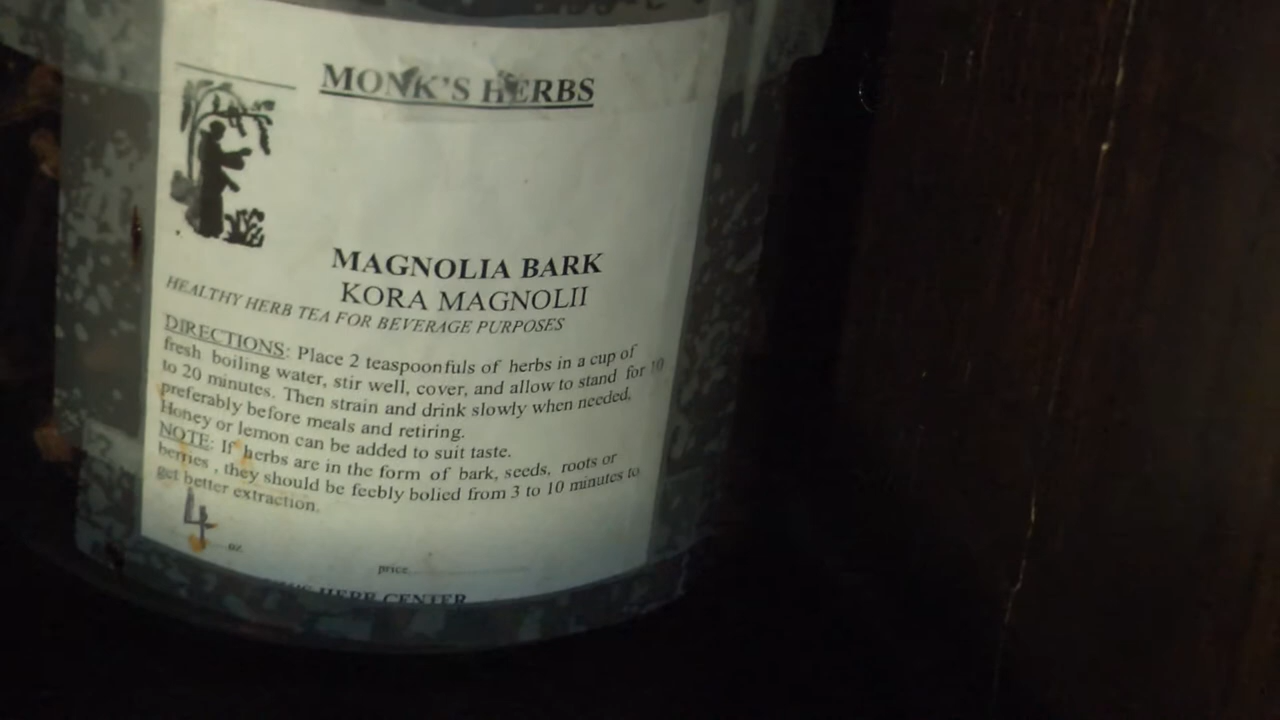 MONK'S HERBS
MAGNOLIA BARK
KORA MAGNOLII
HEALTHY HERB TEA FOR BEVERAGE PURPOSES
DIRECTIONS: Place 2 teaspoonfuls of herbs in a cup of
fresh boiling water, stir well, cover, and allow to stand for 10
to 20 minutes. Then strain and drink slowly when needed,
preferably before meals and retiring.
Honey or lemon can be added to suit taste.
NOTE: If herbs are in the form of bark, seeds, roots or
berries , they should be feebly bolied from 3 to 10 minutes to
get better extraction.
4 oz.
price
HERB CENTER